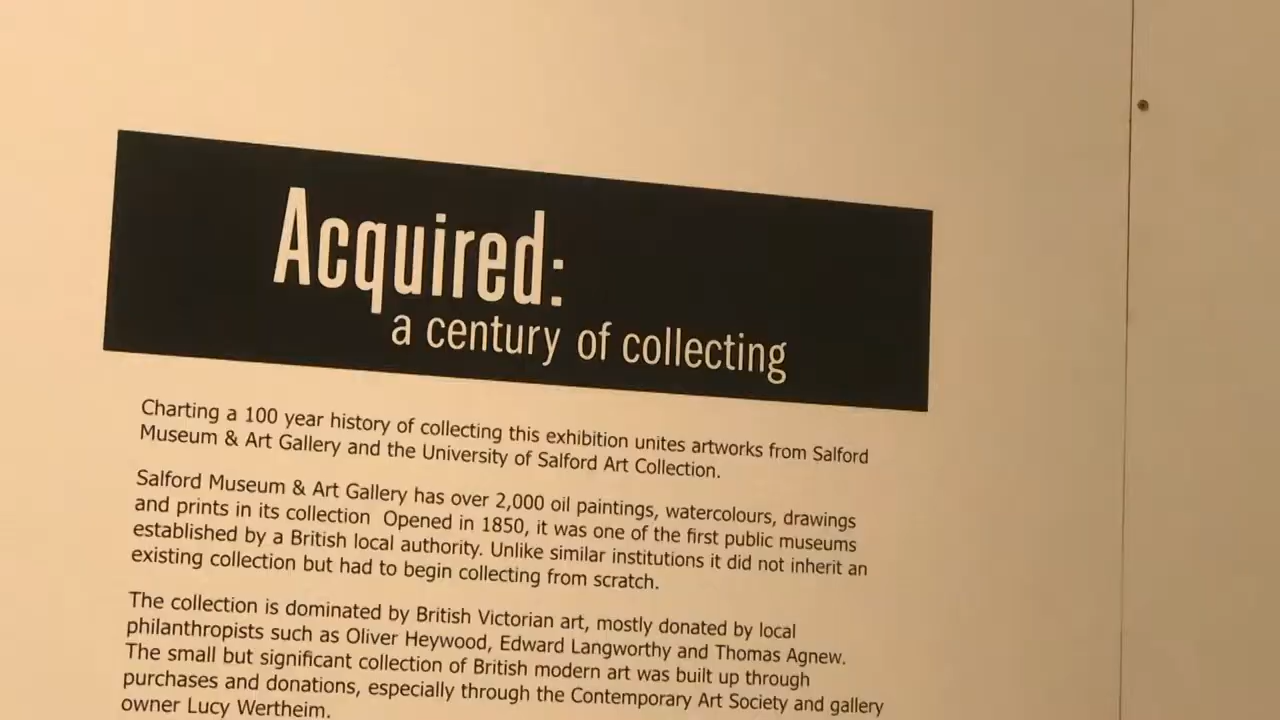 Acquired:
a century of collecting
Charting a 100 year history of collecting this exhibition unites artworks from Salford
Museum & Art Gallery and the University of Salford Art Collection.
Salford Museum & Art Gallery has over 2,000 oil paintings, watercolours, drawings
and prints in its collection  Opened in 1850, it was one of the first public museums
established by a British local authority. Unlike similar institutions it did not inherit an
existing collection but had to begin collecting from scratch.
The collection is dominated by British Victorian art, mostly donated by local
philanthropists such as Oliver Heywood, Edward Langworthy and Thomas Agnew.
The small but significant collection of British modern art was built up through
purchases and donations, especially through the Contemporary Art Society and gallery
owner Lucy Wertheim.